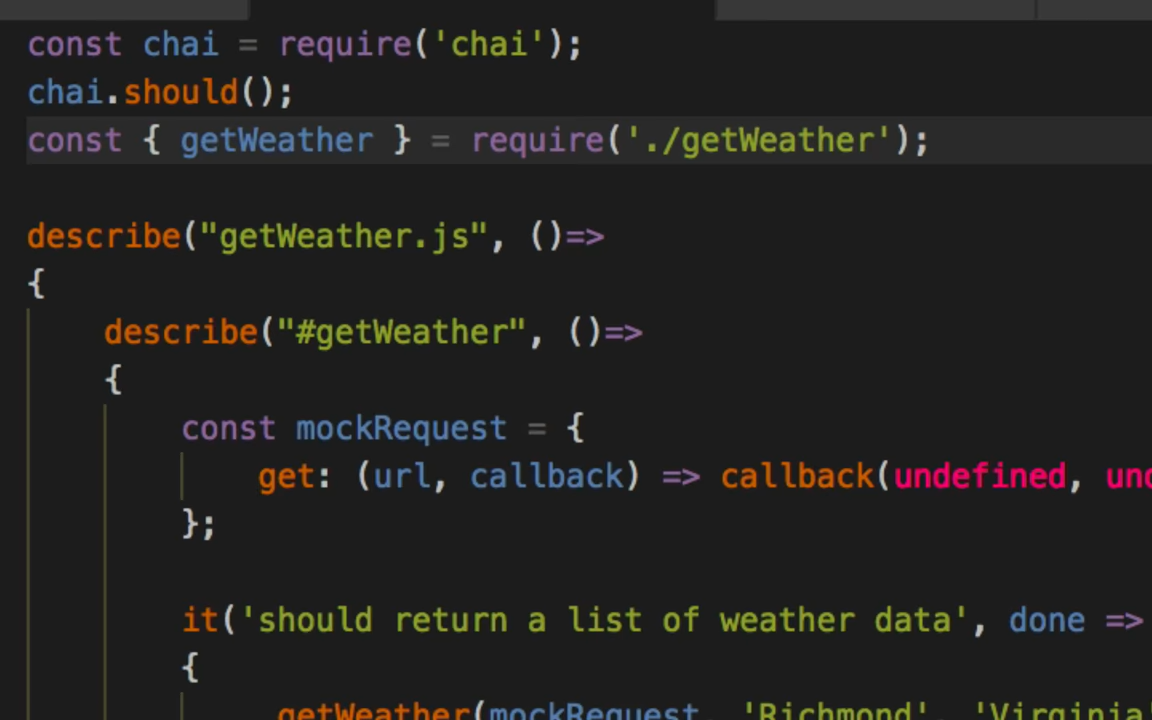 const chai = require('chai');
chai.should();
const { getWeather } = require('./getWeather');
describe("getWeather.js", ()=>
{
describe("#getWeather", ()=>
{
const mockRequest = {
get: (url, callback) => callback(undefined,
};
it('should return a list of weather data', done =>
{
getWeather(mockRequest, 'Richmond', 'Virginia'